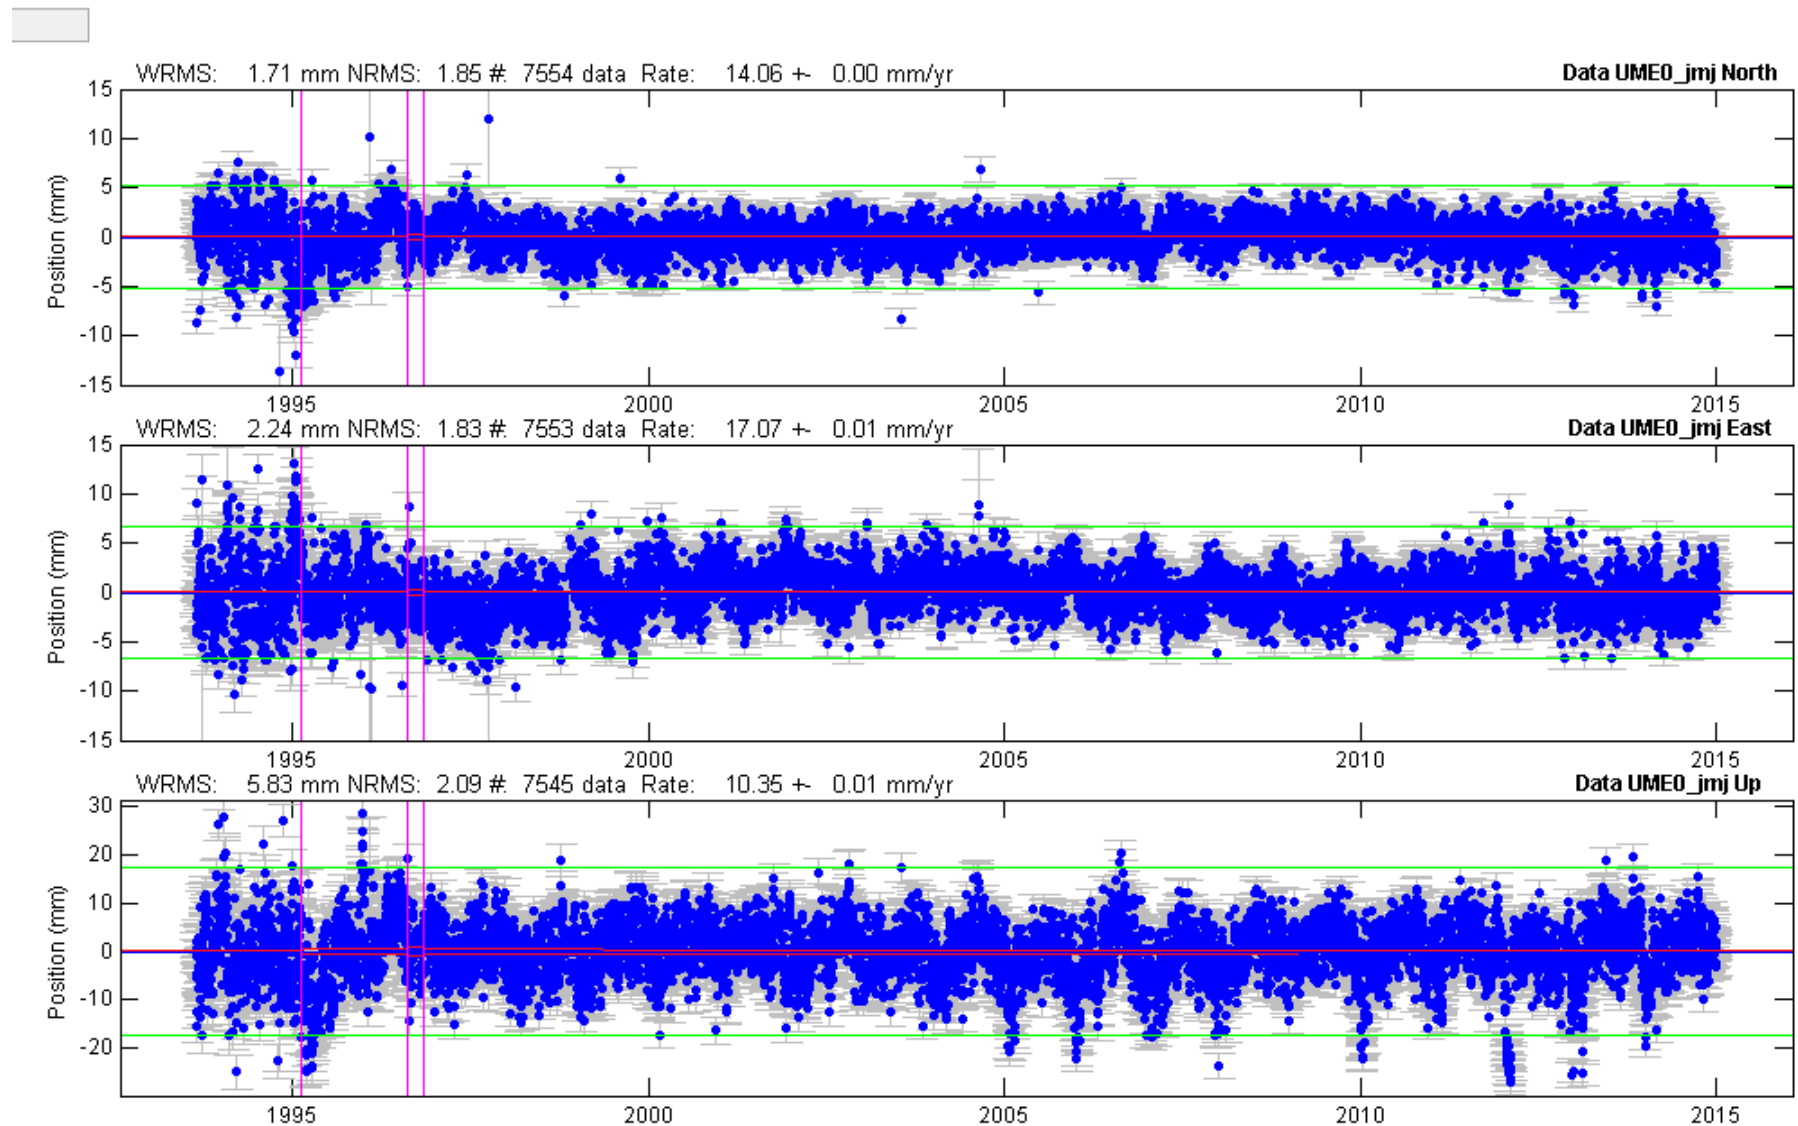 WRMS: 1.71 mm NRMS: 1.85 #: 7554 data Rate: 14.06 +- 0.00 mm/yr Data UME0_jmj North
15
10
5
0
-5
-10
-15
Position (mm)
1995 2000 2005 2010 2015
WRMS: 2.24 mm NRMS: 1.83 #: 7553 data Rate: 17.07 +- 0.01 mm/yr Data UME0_jmj East
15
10
5
0
-5
-10
-15
Position (mm)
1995 2000 2005 2010 2015
WRMS: 5.83 mm NRMS: 2.09 #: 7545 data Rate: 10.35 +- 0.01 mm/yr Data UME0_jmj Up
30
20
10
0
-10
-20
Position (mm)
1995 2000 2005 2010 2015